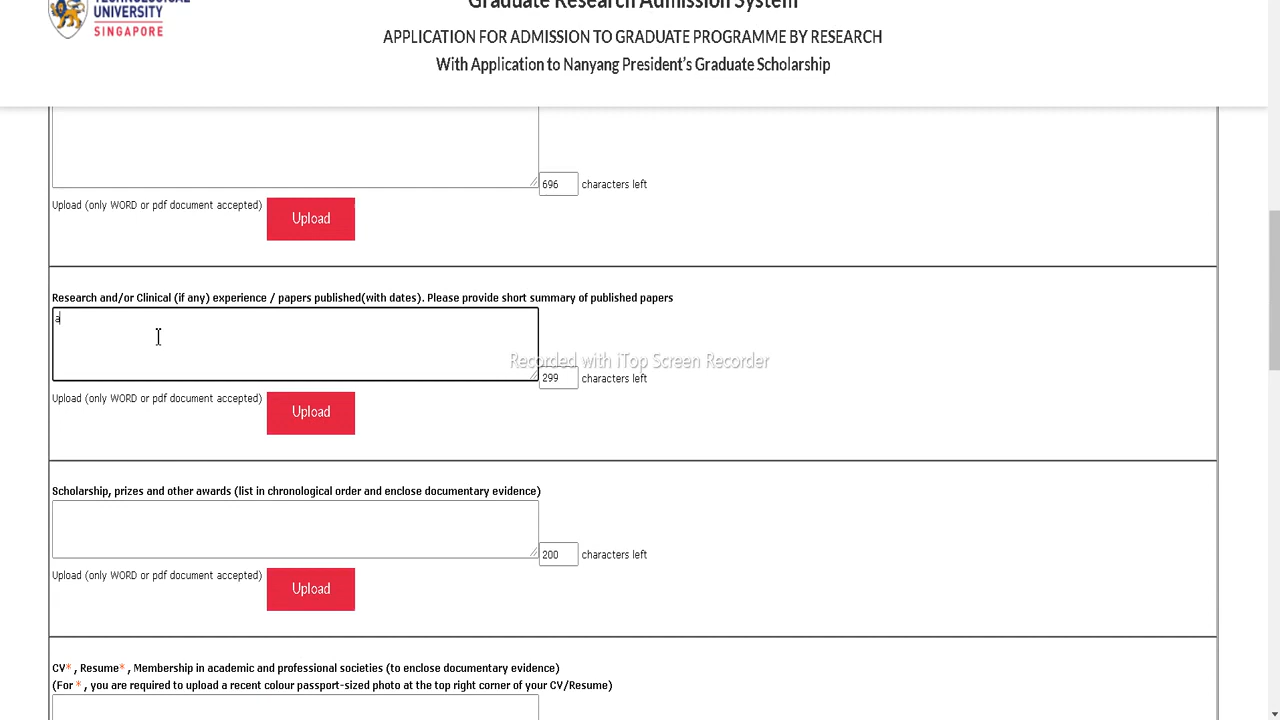 TECHNOLOGICAL
UNIVERSITY
SINGAPORE
Graduate Research Admission System
APPLICATION FOR ADMISSION TO GRADUATE PROGRAMME BY RESEARCH
With Application to Nanyang President's Graduate Scholarship
696 characters left
Upload (only WORD or pdf document accepted) Upload
Research and/or Clinical (if any) experience / papers published(with dates). Please provide short summary of published papers
a
Recorded with iTop Screen Recorder
299 characters left
Upload (only WORD or pdf document accepted) Upload
Scholarship, prizes and other awards (list in chronological order and enclose documentary evidence)
200 characters left
Upload (only WORD or pdf document accepted) Upload
CV* , Resume* , Membership in academic and professional societies (to enclose documentary evidence)
(For * , you are required to upload a recent colour passport-sized photo at the top right corner of your CV/Resume)